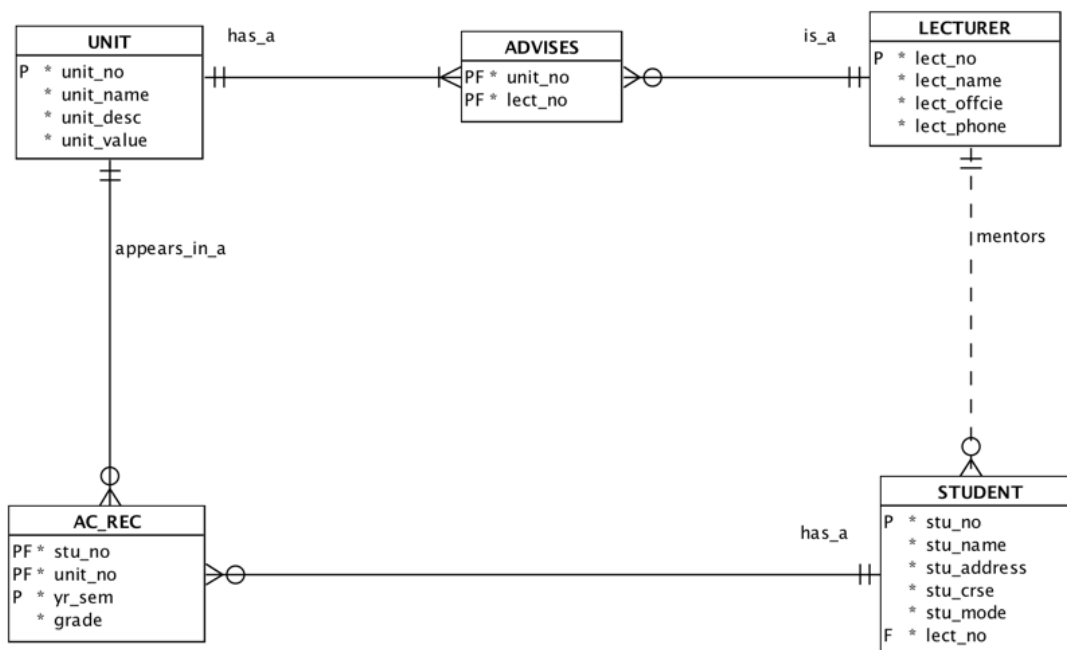 UNIT
P * unit_no
* unit_name
* unit_desc
* unit_value
has_a
ADVISES
PF * unit_no
PF * lect_no
is_a
LECTURER
P * lect_no
* lect_name
* lect_offcie
* lect_phone
appears_in_a
mentors
AC_REC
PF * stu_no
PF * unit_no
P * yr_sem
* grade
has_a
STUDENT
P * stu_no
* stu_name
* stu_address
* stu_crse
* stu_mode
F * lect_no